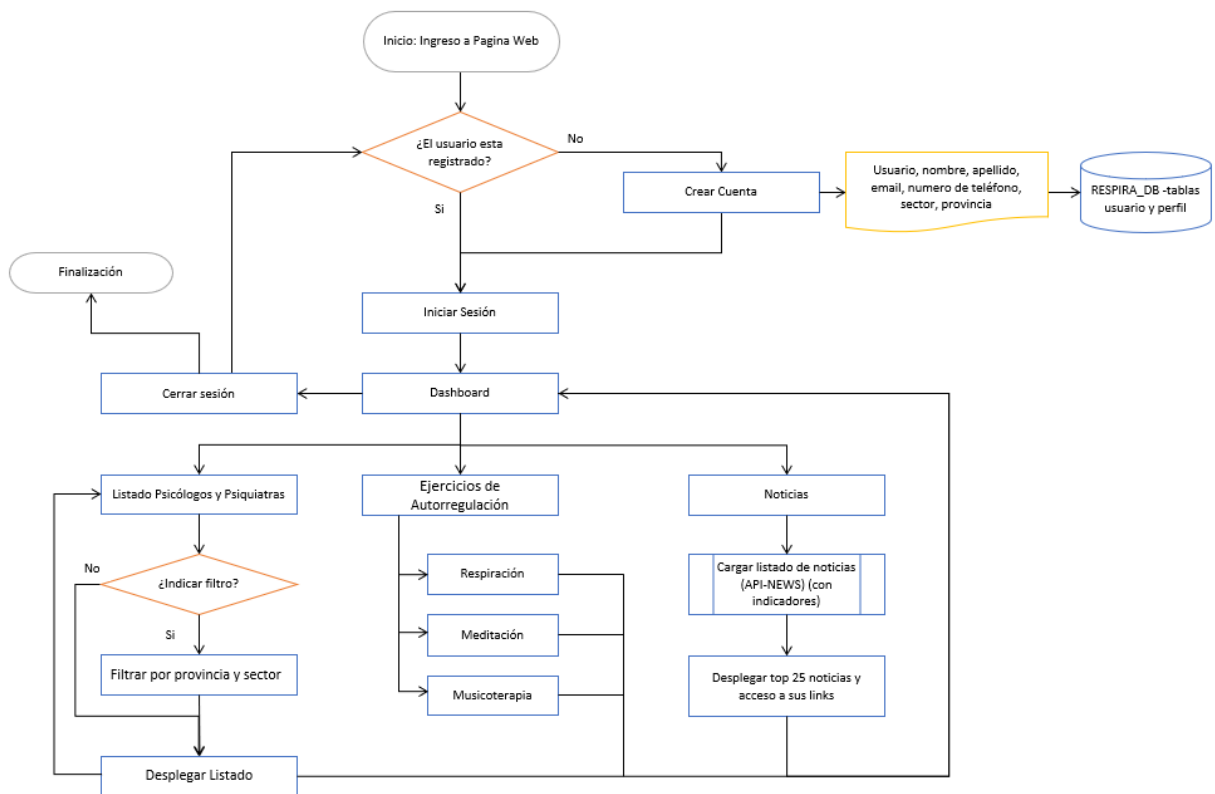 Inicio: Ingreso a Pagina Web
¿El usuario esta
registrado?
No
Si
Crear Cuenta
Usuario, nombre, apellido,
email, numero de teléfono,
sector, provincia
RESPIRA_DB -tablas
usuario y perfil
Finalización
Iniciar Sesión
Cerrar sesión
Dashboard
Listado Psicólogos y Psiquiatras
Ejercicios de
Autorregulación
Noticias
No
¿Indicar filtro?
Si
Filtrar por provincia y sector
Desplegar Listado
Respiración
Meditación
Musicoterapia
Cargar listado de noticias
(API-NEWS) (con
indicadores)
Desplegar top 25 noticias y
acceso a sus links